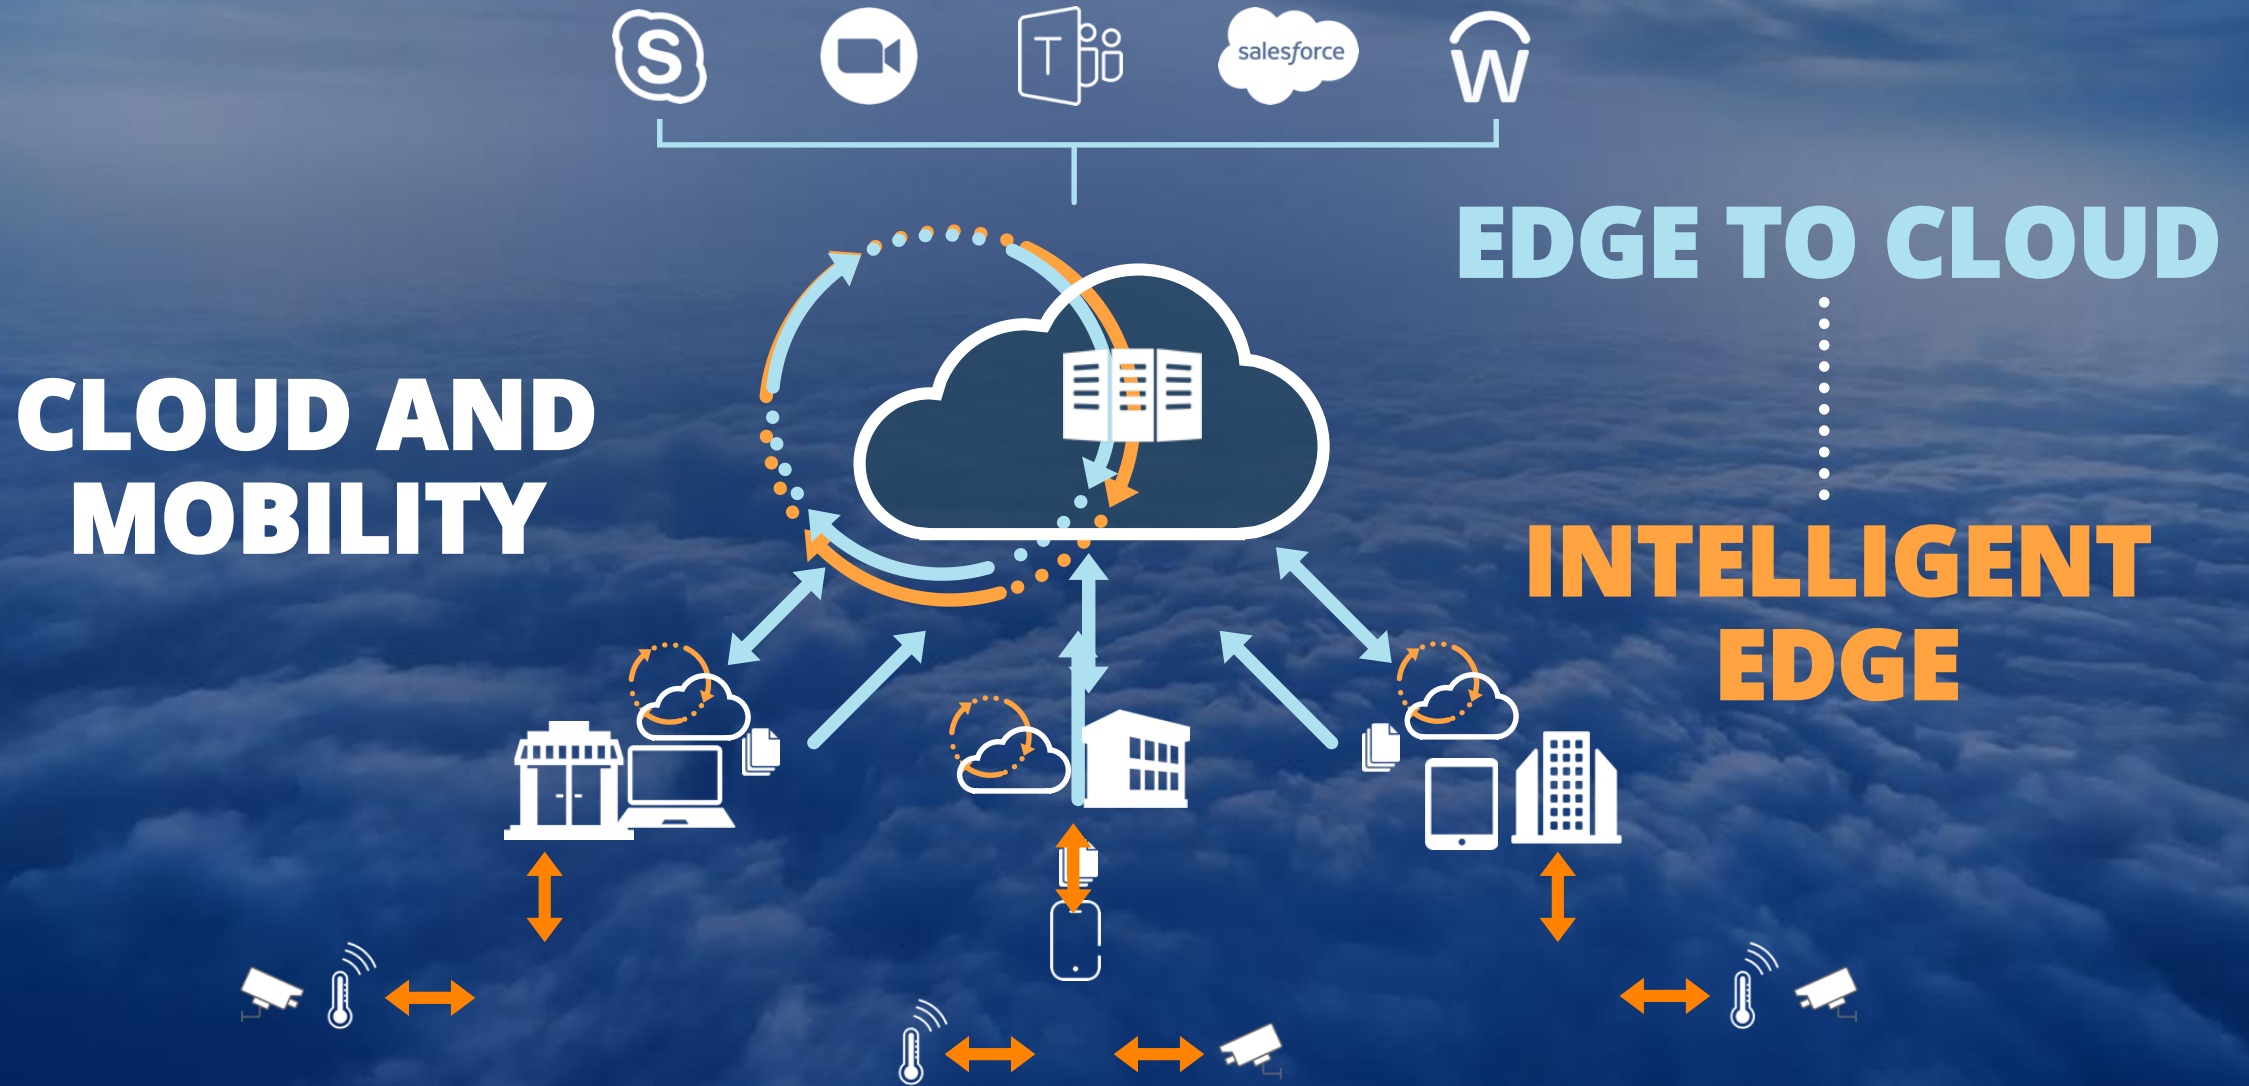 S
T
salesforce
W
EDGE TO CLOUD
CLOUD AND
MOBILITY
INTELLIGENT
EDGE